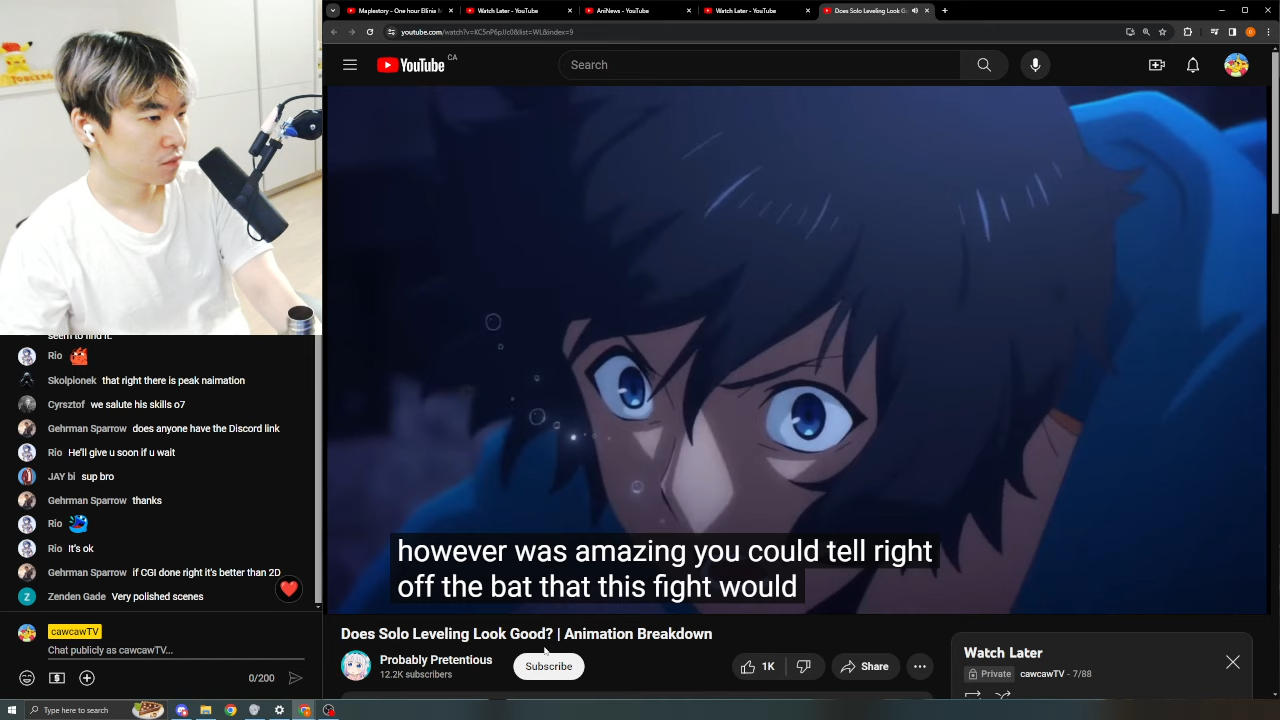 Maplestory - One hour Ellinia M
Watch Later - YouTube
AniNews - YouTube
Watch Later - YouTube
Does Solo Leveling Look G
youtube.com/watch?v=XC5nP6pJJc0&list=WL&index=9
YouTube CA
Search
however was amazing you could tell right
off the bat that this fight would
Does Solo Leveling Look Good? | Animation Breakdown
Probably Pretentious
12.2K subscribers
Subscribe
1K
Share
Watch Later
Private cawcawTV - 7/88
seem to find it.
Rio
Skolpionek that right there is peak naimation
Cyrsztof we salute his skills o7
Gehrman Sparrow does anyone have the Discord link
Rio He'll give u soon if u wait
JAY bi sup bro
Gehrman Sparrow thanks
Rio
Rio It's ok
Gehrman Sparrow if CGI done right it's better than 2D
Z Zenden Gade Very polished scenes
cawcawTV
Chat publicly as cawcawTV...
0/200
Type here to search